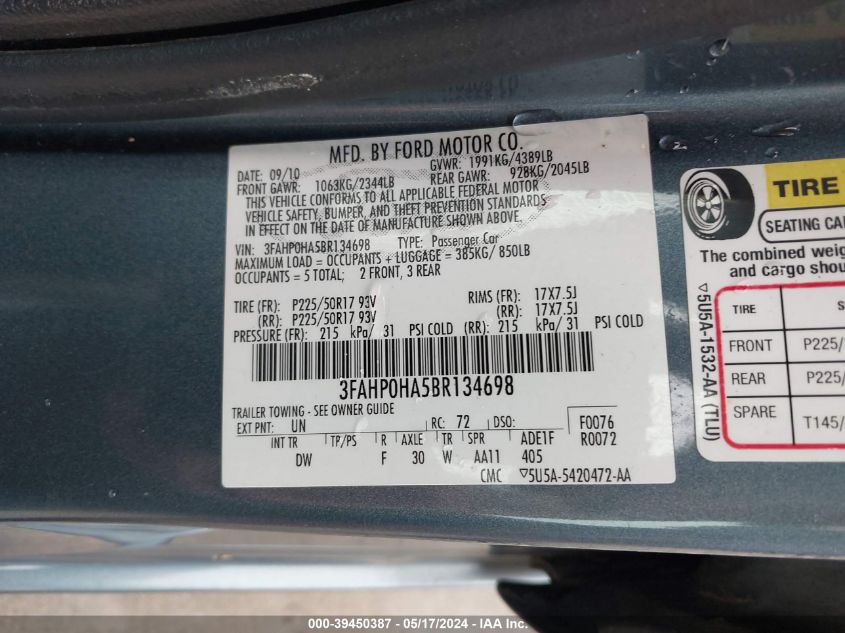 MFD. BY FORD MOTOR CO.
DATE: 09/10 GVWR: 1991KG/4389LB
FRONT GAWR: 1063KG/2344LB REAR GAWR: 928KG/2045LB
THIS VEHICLE CONFORMS TO ALL APPLICABLE FEDERAL MOTOR
VEHICLE SAFETY, BUMPER, AND THEFT PREVENTION STANDARDS
IN EFFECT ON THE DATE OF MANUFACTURE SHOWN ABOVE.
VIN: 3FAHP0HA5BR134698 TYPE: Passenger Car
MAXIMUM LOAD = OCCUPANTS + LUGGAGE = 385KG/ 850LB
OCCUPANTS = 5 TOTAL; 2 FRONT, 3 REAR
TIRE (FR): P225/50R17 93V RIMS (FR): 17X7.5J
(RR): P225/50R17 93V (RR): 17X7.5J
PRESSURE (FR): 215 kPa/ 31 PSI COLD (RR): 215 kPa/ 31 PSI COLD
3FAHP0HA5BR134698
TRAILER TOWING - SEE OWNER GUIDE
EXT PNT: UN RC: 72 DSO: F0076
R0072
INT TR TP/PS R AXLE TR SPR ADE1F
DW F 30 W AA11 405
CMC ▽5U5A-5420472-AA
TIRE
SEATING CA
The combined weig
and cargo shou
TIRE S
FRONT P225/
REAR P225/
SPARE T145/
▽5U5A-1532-AA (TLU)
000-39450387 - 05/17/2024 - IAA Inc.